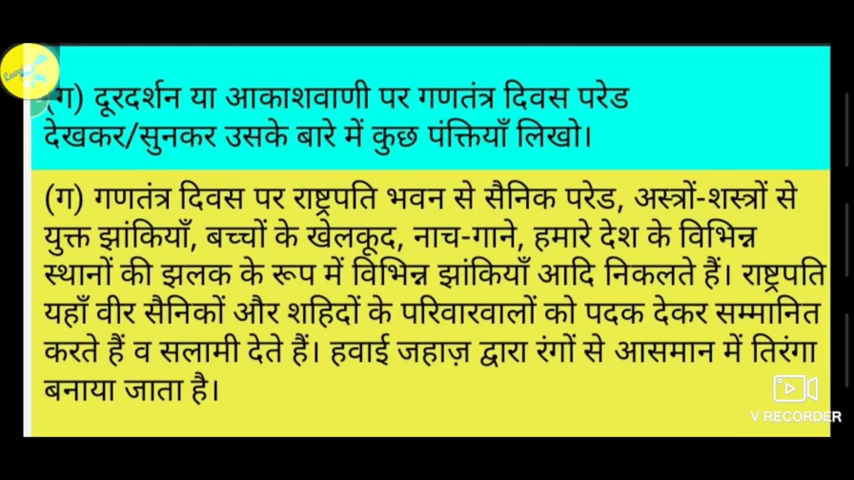 (ग) दूरदर्शन या आकाशवाणी पर गणतंत्र दिवस परेड
देखकर/सुनकर उसके बारे में कुछ पंक्तियाँ लिखो।
(ग) गणतंत्र दिवस पर राष्ट्रपति भवन से सैनिक परेड, अस्त्रों-शस्त्रों से
युक्त झांकियाँ, बच्चों के खेलकूद, नाच-गाने, हमारे देश के विभिन्न
स्थानों की झलक के रूप में विभिन्न झांकियाँ आदि निकलते हैं। राष्ट्रपति
यहाँ वीर सैनिकों और शहिदों के परिवारवालों को पदक देकर सम्मानित
करते हैं व सलामी देते हैं। हवाई जहाज़ द्वारा रंगों से आसमान में तिरंगा
बनाया जाता है।
V RECORDER